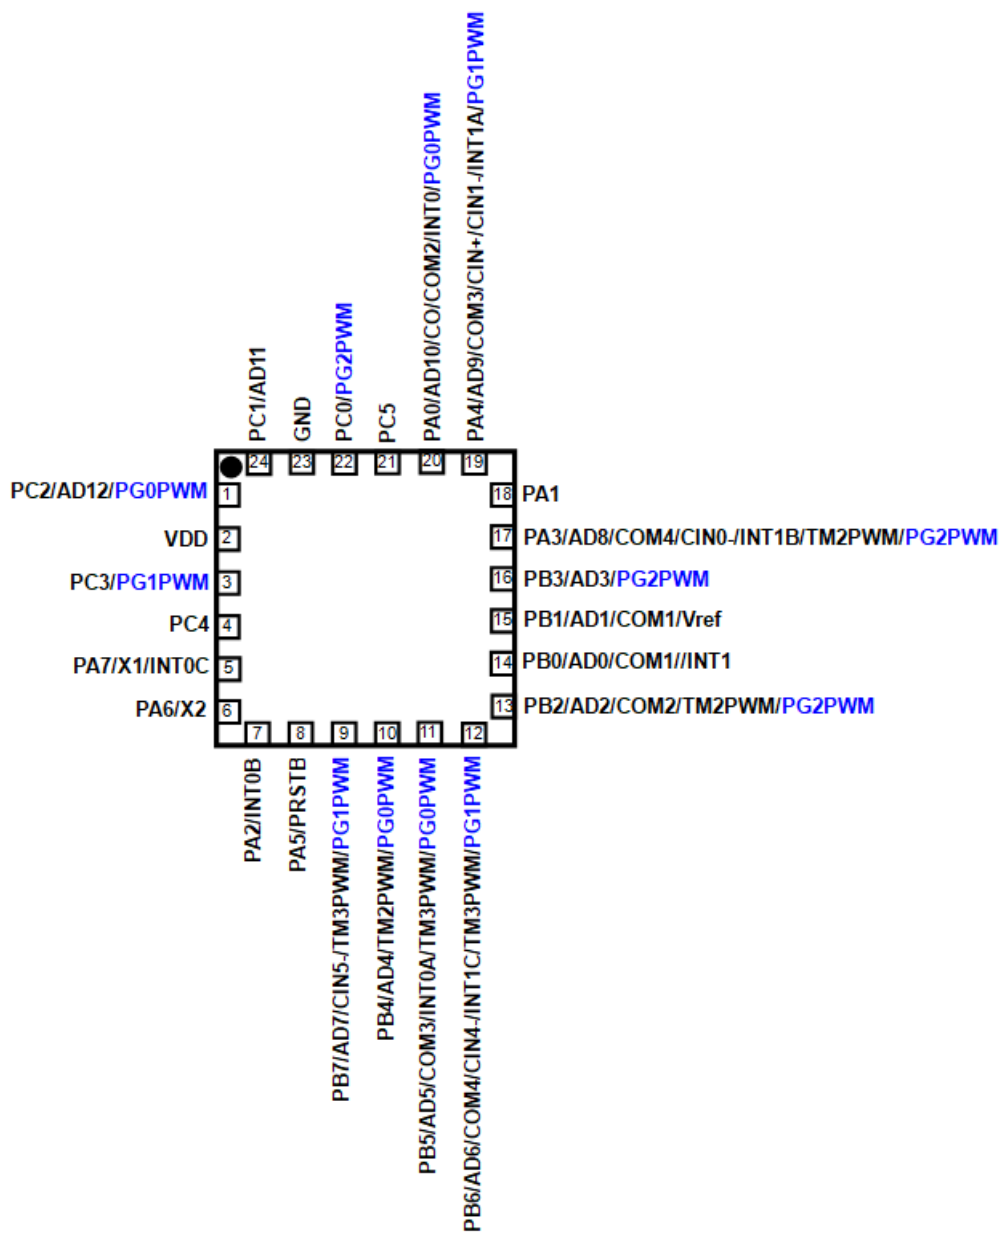 PC1/AD11
GND
PC0/PG2PWM
PC5
PA0/AD10/CO/COM2/INT0/PG0PWM
PA4/AD9/COM3/CIN+/CIN1-/INT1A/PG1PWM
24
23
22
21
20
19
PC2/AD12/PG0PWM
1
VDD
2
PC3/PG1PWM
3
PC4
4
PA7/X1/INT0C
5
PA6/X2
6
18
PA1
17
PA3/AD8/COM4/CIN0-/INT1B/TM2PWM/PG2PWM
16
PB3/AD3/PG2PWM
15
PB1/AD1/COM1/Vref
14
PB0/AD0/COM1//INT1
13
PB2/AD2/COM2/TM2PWM/PG2PWM
7
8
9
10
11
12
PA2/INT0B
PA5/PRSTB
PB7/AD7/CIN5-/TM3PWM/PG1PWM
PB4/AD4/TM2PWM/PG0PWM
PB5/AD5/COM3/INT0A/TM3PWM/PG0PWM
PB6/AD6/COM4/CIN4-/INT1C/TM3PWM/PG1PWM